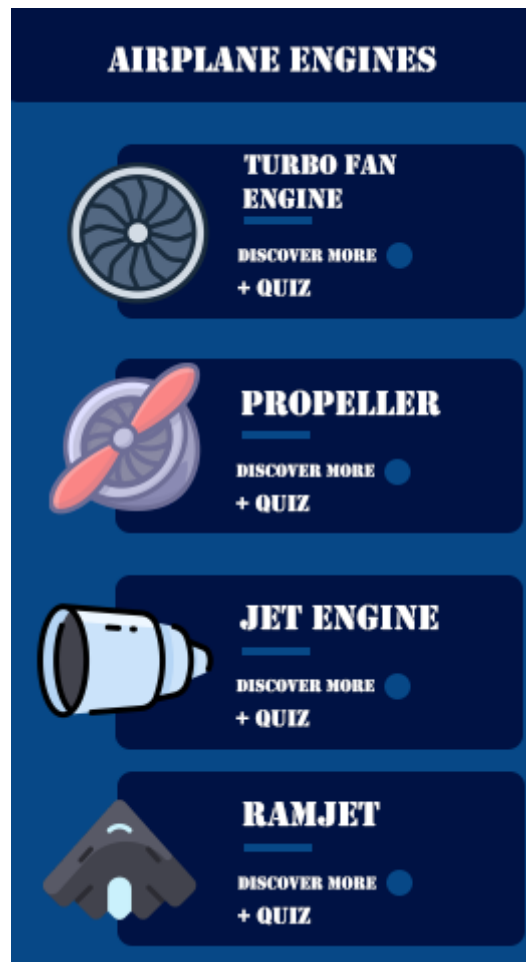 AIRPLANE ENGINES
TURBO FAN
ENGINE
DISCOVER MORE
+ QUIZ
PROPELLER
DISCOVER MORE
+ QUIZ
JET ENGINE
DISCOVER MORE
+ QUIZ
RAMJET
DISCOVER MORE
+ QUIZ